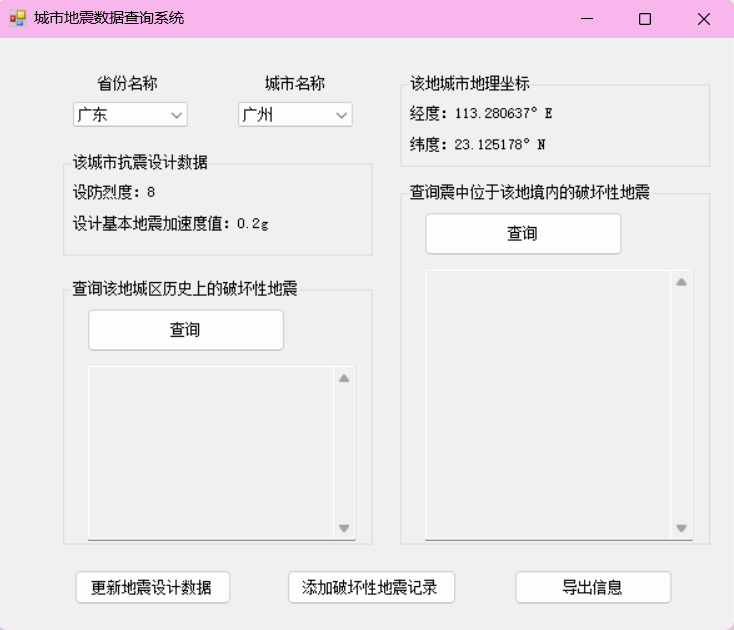 城市地震数据查询系统
省份名称
广东
城市名称
广州
该地城市地理坐标
经度：113.280637° E
纬度：23.125178° N
该城市抗震设计数据
设防烈度：8
设计基本地震加速度值：0.2g
查询震中位于该地境内的破坏性地震
查询
查询该地城区历史上的破坏性地震
查询
更新地震设计数据
添加破坏性地震记录
导出信息